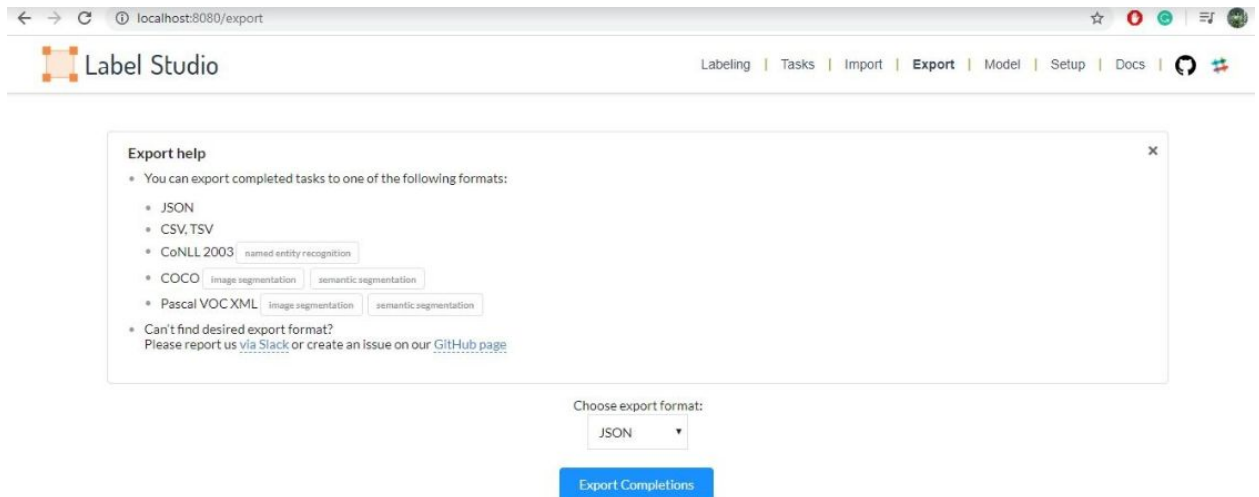 localhost:8080/export
Label Studio
Labeling | Tasks | Import | Export | Model | Setup | Docs |
Export help
You can export completed tasks to one of the following formats:
JSON
CSV, TSV
CoNLL 2003 named entity recognition
COCO image segmentation semantic segmentation
Pascal VOC XML image segmentation semantic segmentation
Can't find desired export format?
Please report us via Slack or create an issue on our GitHub page
Choose export format:
JSON
Export Completions